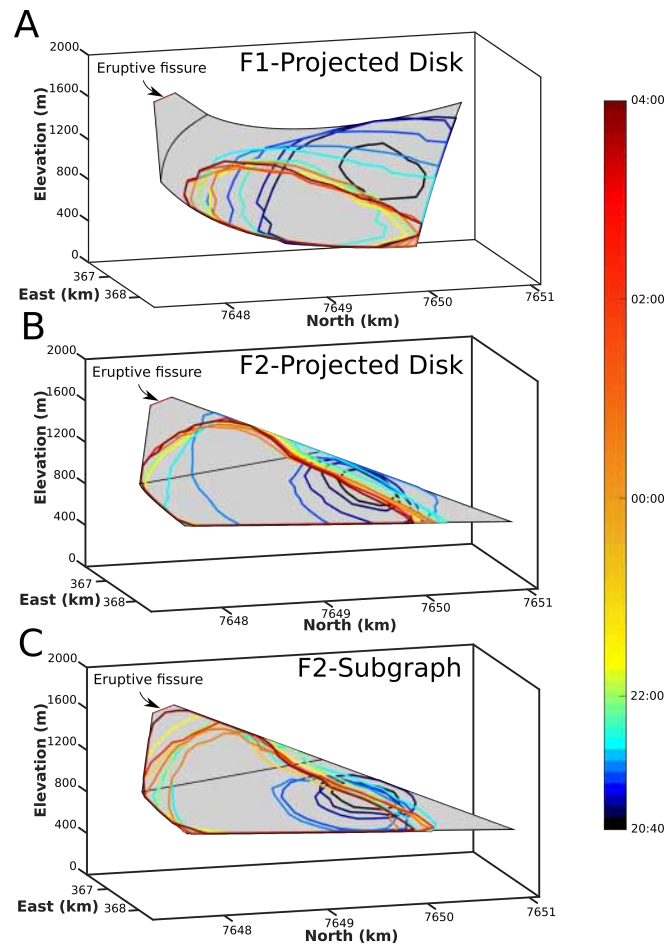 A
F1-Projected Disk
Eruptive fissure
Elevation (m)
2000
1600
1200
800
400
0
367
368
East (km)
7648
7649
7650
7651
North (km)
B
F2-Projected Disk
Eruptive fissure
Elevation (m)
2000
1600
1200
800
400
0
367
368
East (km)
7648
7649
7650
7651
North (km)
C
F2-Subgraph
Eruptive fissure
Elevation (m)
2000
1600
1200
800
400
0
367
368
East (km)
7648
7649
7650
7651
North (km)
04:00
02:00
00:00
22:00
20:40